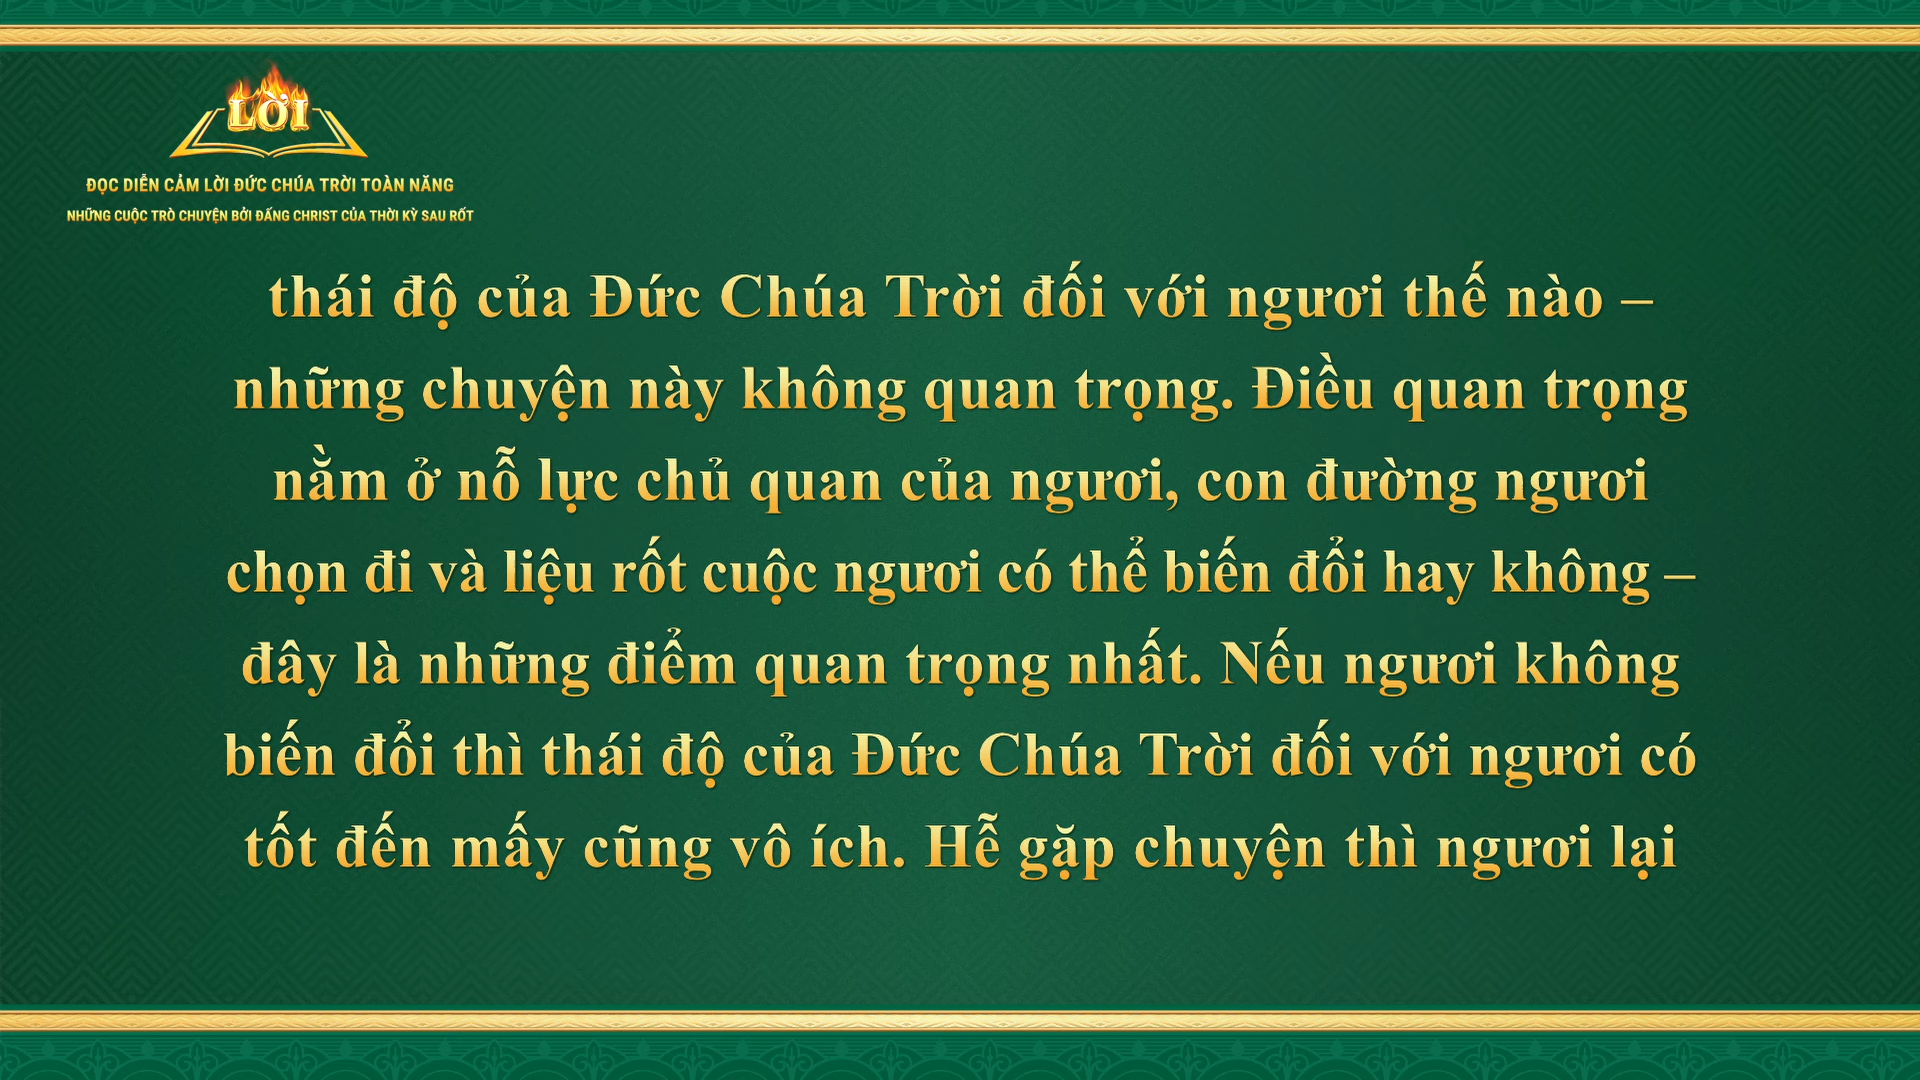 LỜI
ĐỌC DIỄN CẢM LỜI ĐỨC CHÚA TRỜI TOÀN NĂNG
NHỮNG CUỘC TRÒ CHUYỆN BỞI ĐẤNG CHRIST CỦA THỜI KỲ SAU RỐT
thái độ của Đức Chúa Trời đối với ngươi thế nào –
những chuyện này không quan trọng. Điều quan trọng
nằm ở nỗ lực chủ quan của ngươi, con đường ngươi
chọn đi và liệu rốt cuộc ngươi có thể biến đổi hay không –
đây là những điểm quan trọng nhất. Nếu ngươi không
biến đổi thì thái độ của Đức Chúa Trời đối với ngươi có
tốt đến mấy cũng vô ích. Hễ gặp chuyện thì ngươi lại